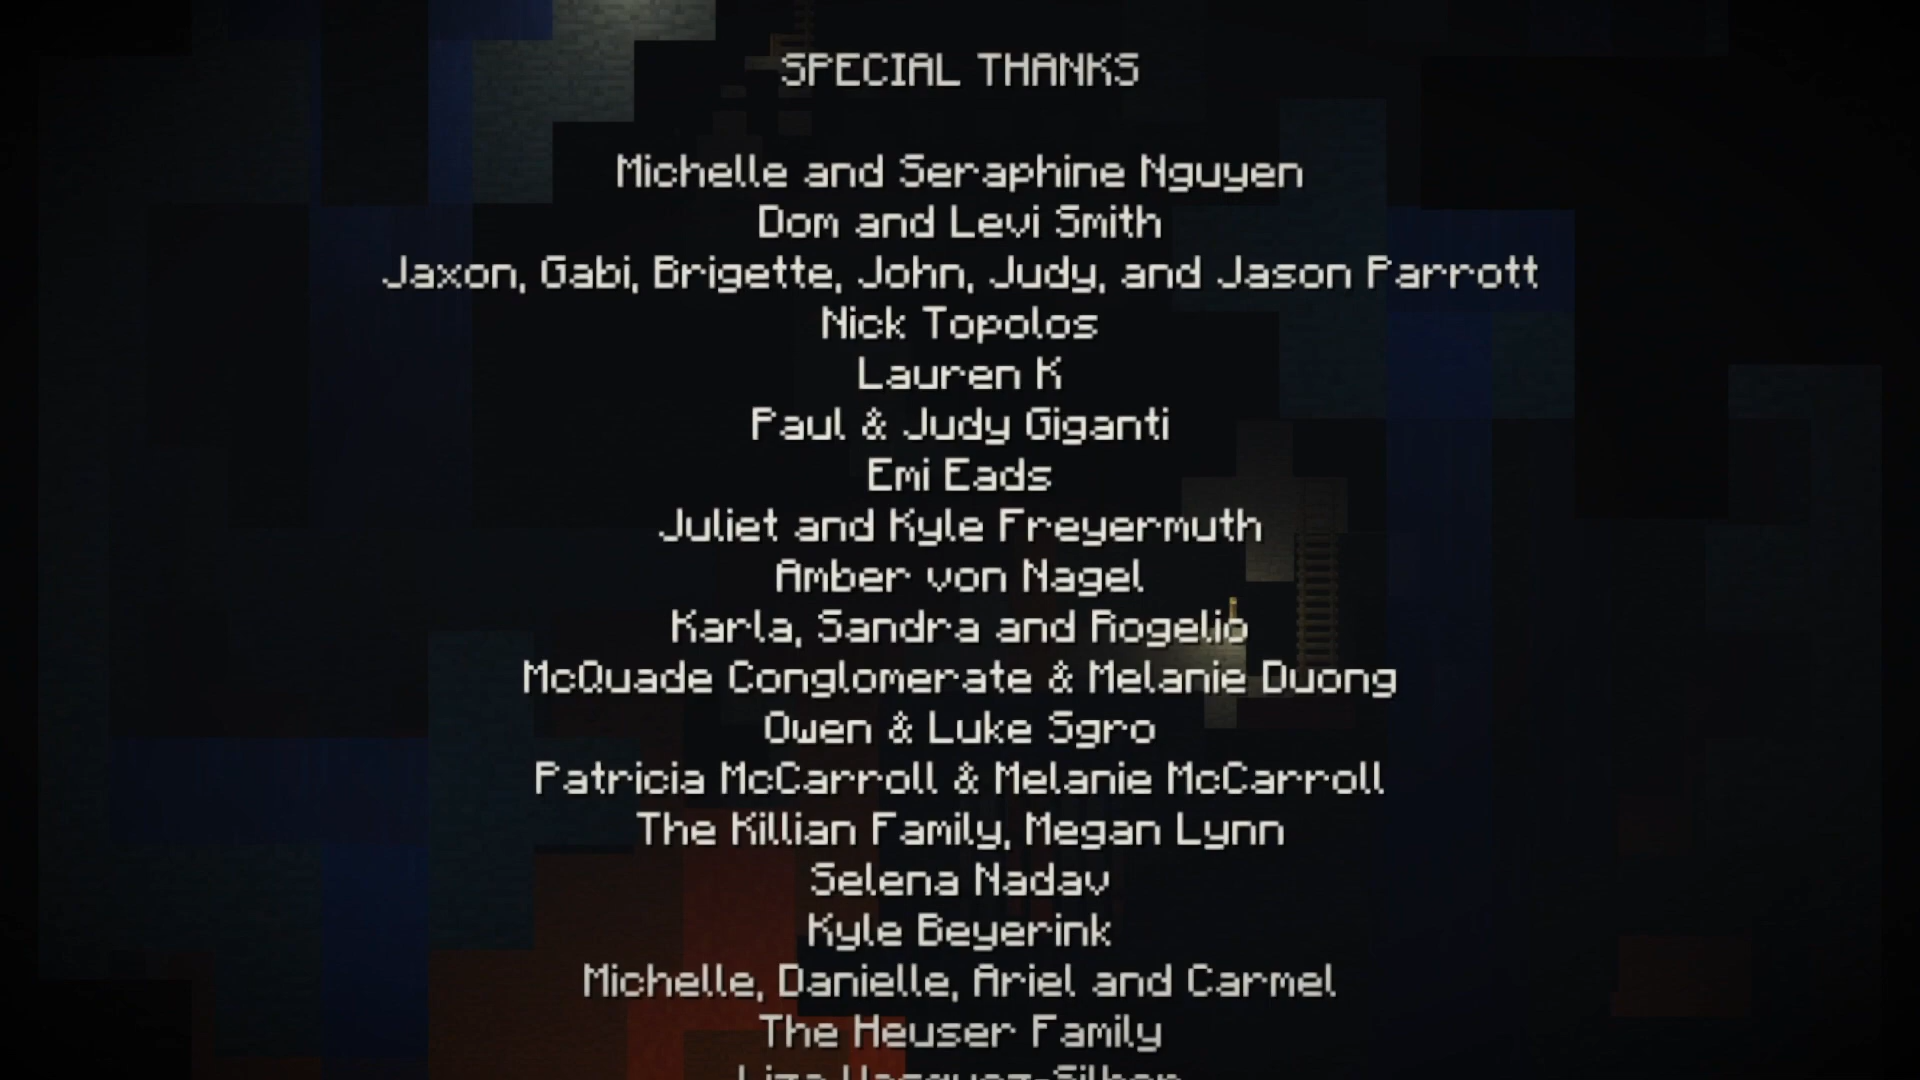 SPECIAL THANKS
Michelle and Seraphine Nguyen
Dom and Levi Smith
Jaxon, Gabi, Brigette, John, Judy, and Jason Parrott
Nick Topolos
Lauren K
Paul & Judy Giganti
Emi Eads
Juliet and Kyle Freyermuth
Amber von Nagel
Karla, Sandra and Rogelio
McQuade Conglomerate & Melanie Duong
Owen & Luke Sgro
Patricia McCarroll & Melanie McCarroll
The Killian Family, Megan Lynn
Selena Nadav
Kyle Beyerink
Michelle, Danielle, Ariel and Carmel
The Heuser Family